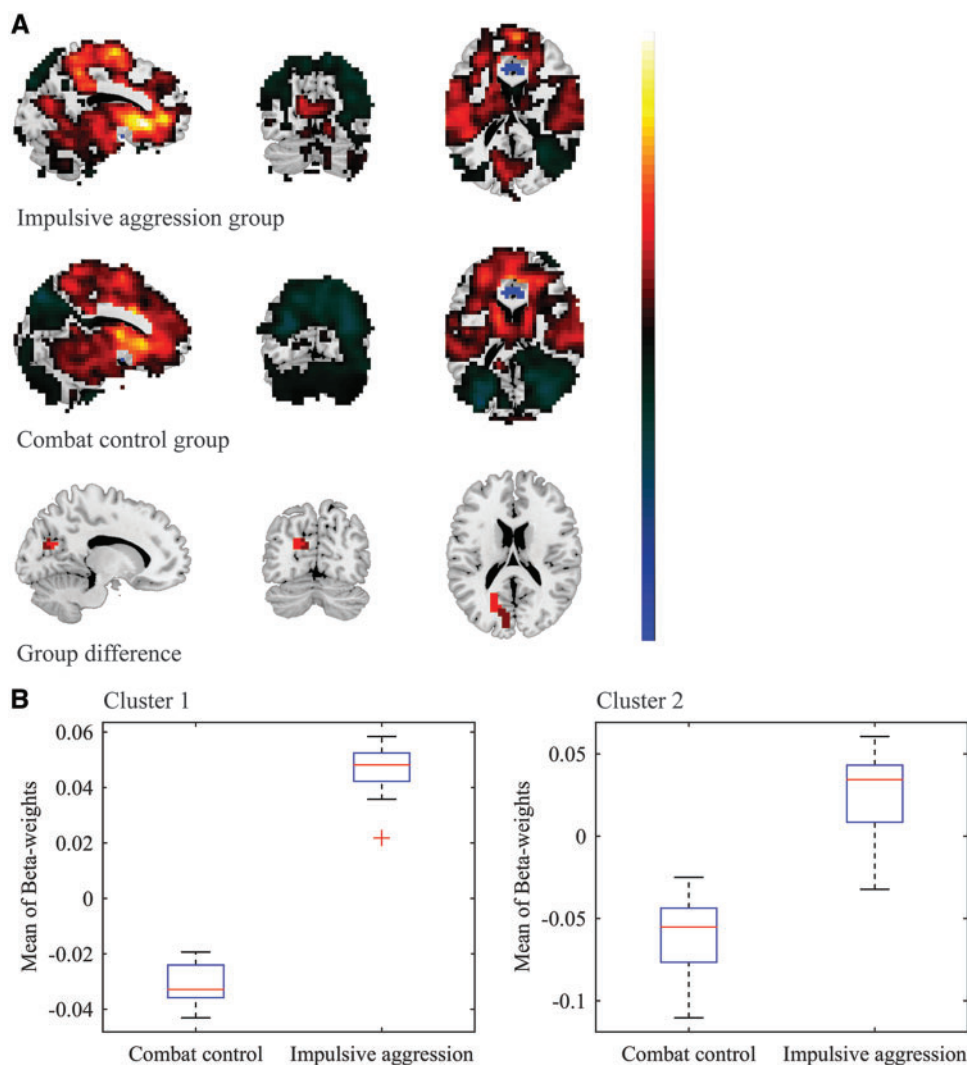 A
Impulsive aggression group
Combat control group
Group difference
B
Cluster 1
Mean of Beta-weights
0.06
0.04
0.02
0
-0.02
-0.04
Combat control
Impulsive aggression
Cluster 2
Mean of Beta-weights
0.05
0
-0.05
-0.1
Combat control
Impulsive aggression